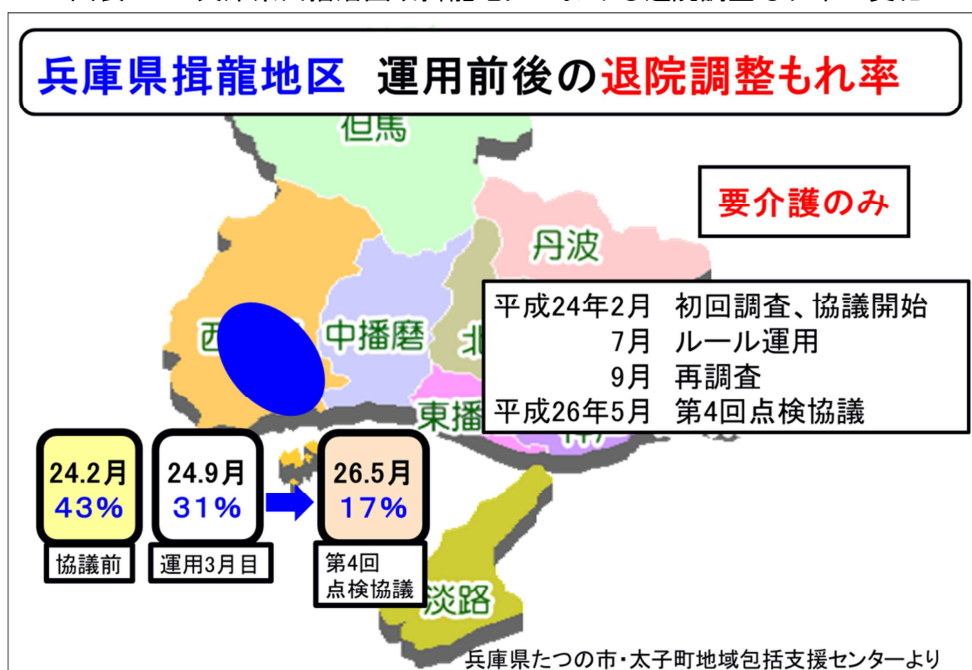 兵庫県揖龍地区 運用前後の退院調整もれ率
但馬
要介護のみ
丹波
平成24年2月 初回調査、協議開始
7月 ルール運用
9月 再調査
平成26年5月 第4回点検協議
西
中播磨
北
東播
24.2月
43%
24.9月
31%
26.5月
17%
協議前
運用3月目
第4回
点検協議
淡路
兵庫県たつの市・太子町地域包括支援センターより